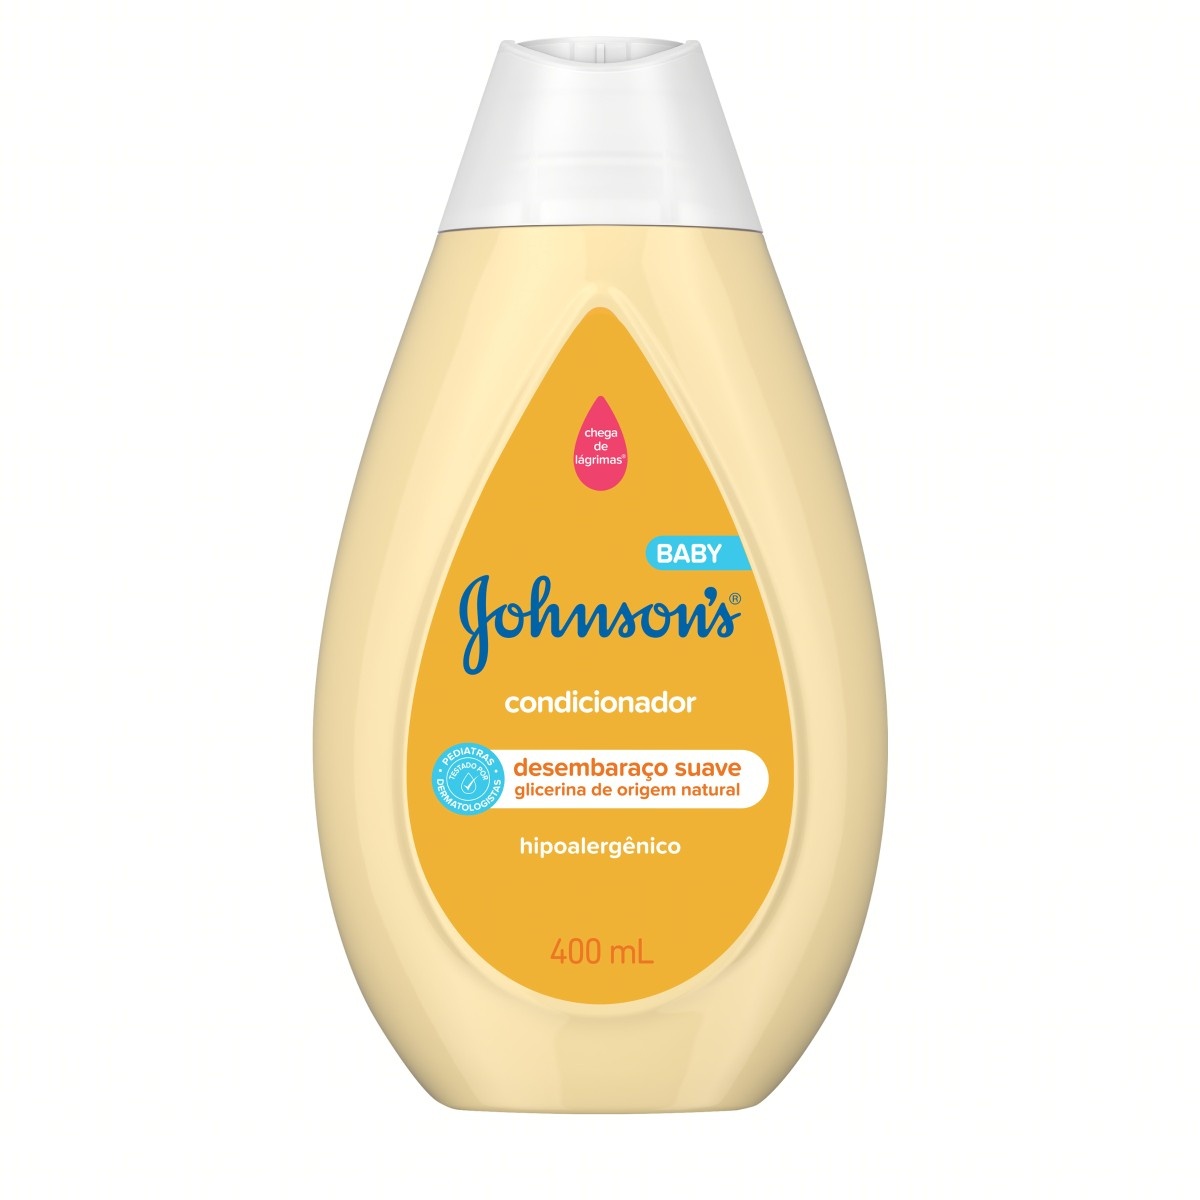 chega
de
lágrimas®
BABY
Johnson's®
condicionador
PEDIATRAS
TESTADO POR
DERMATOLOGISTAS
desembaraço suave
glicerina de origem natural
hipoalergênico
400 mL